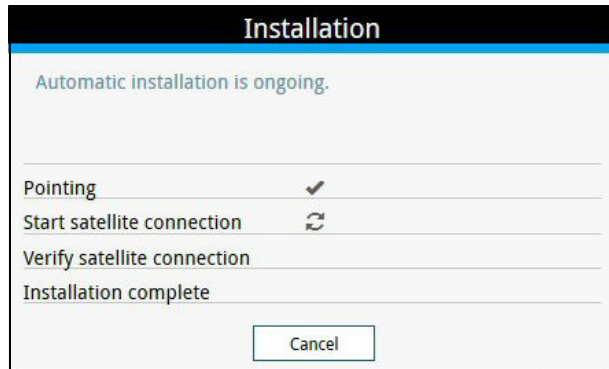 Installation
Automatic installation is ongoing.
Pointing
Start satellite connection
Verify satellite connection
Installation complete
Cancel